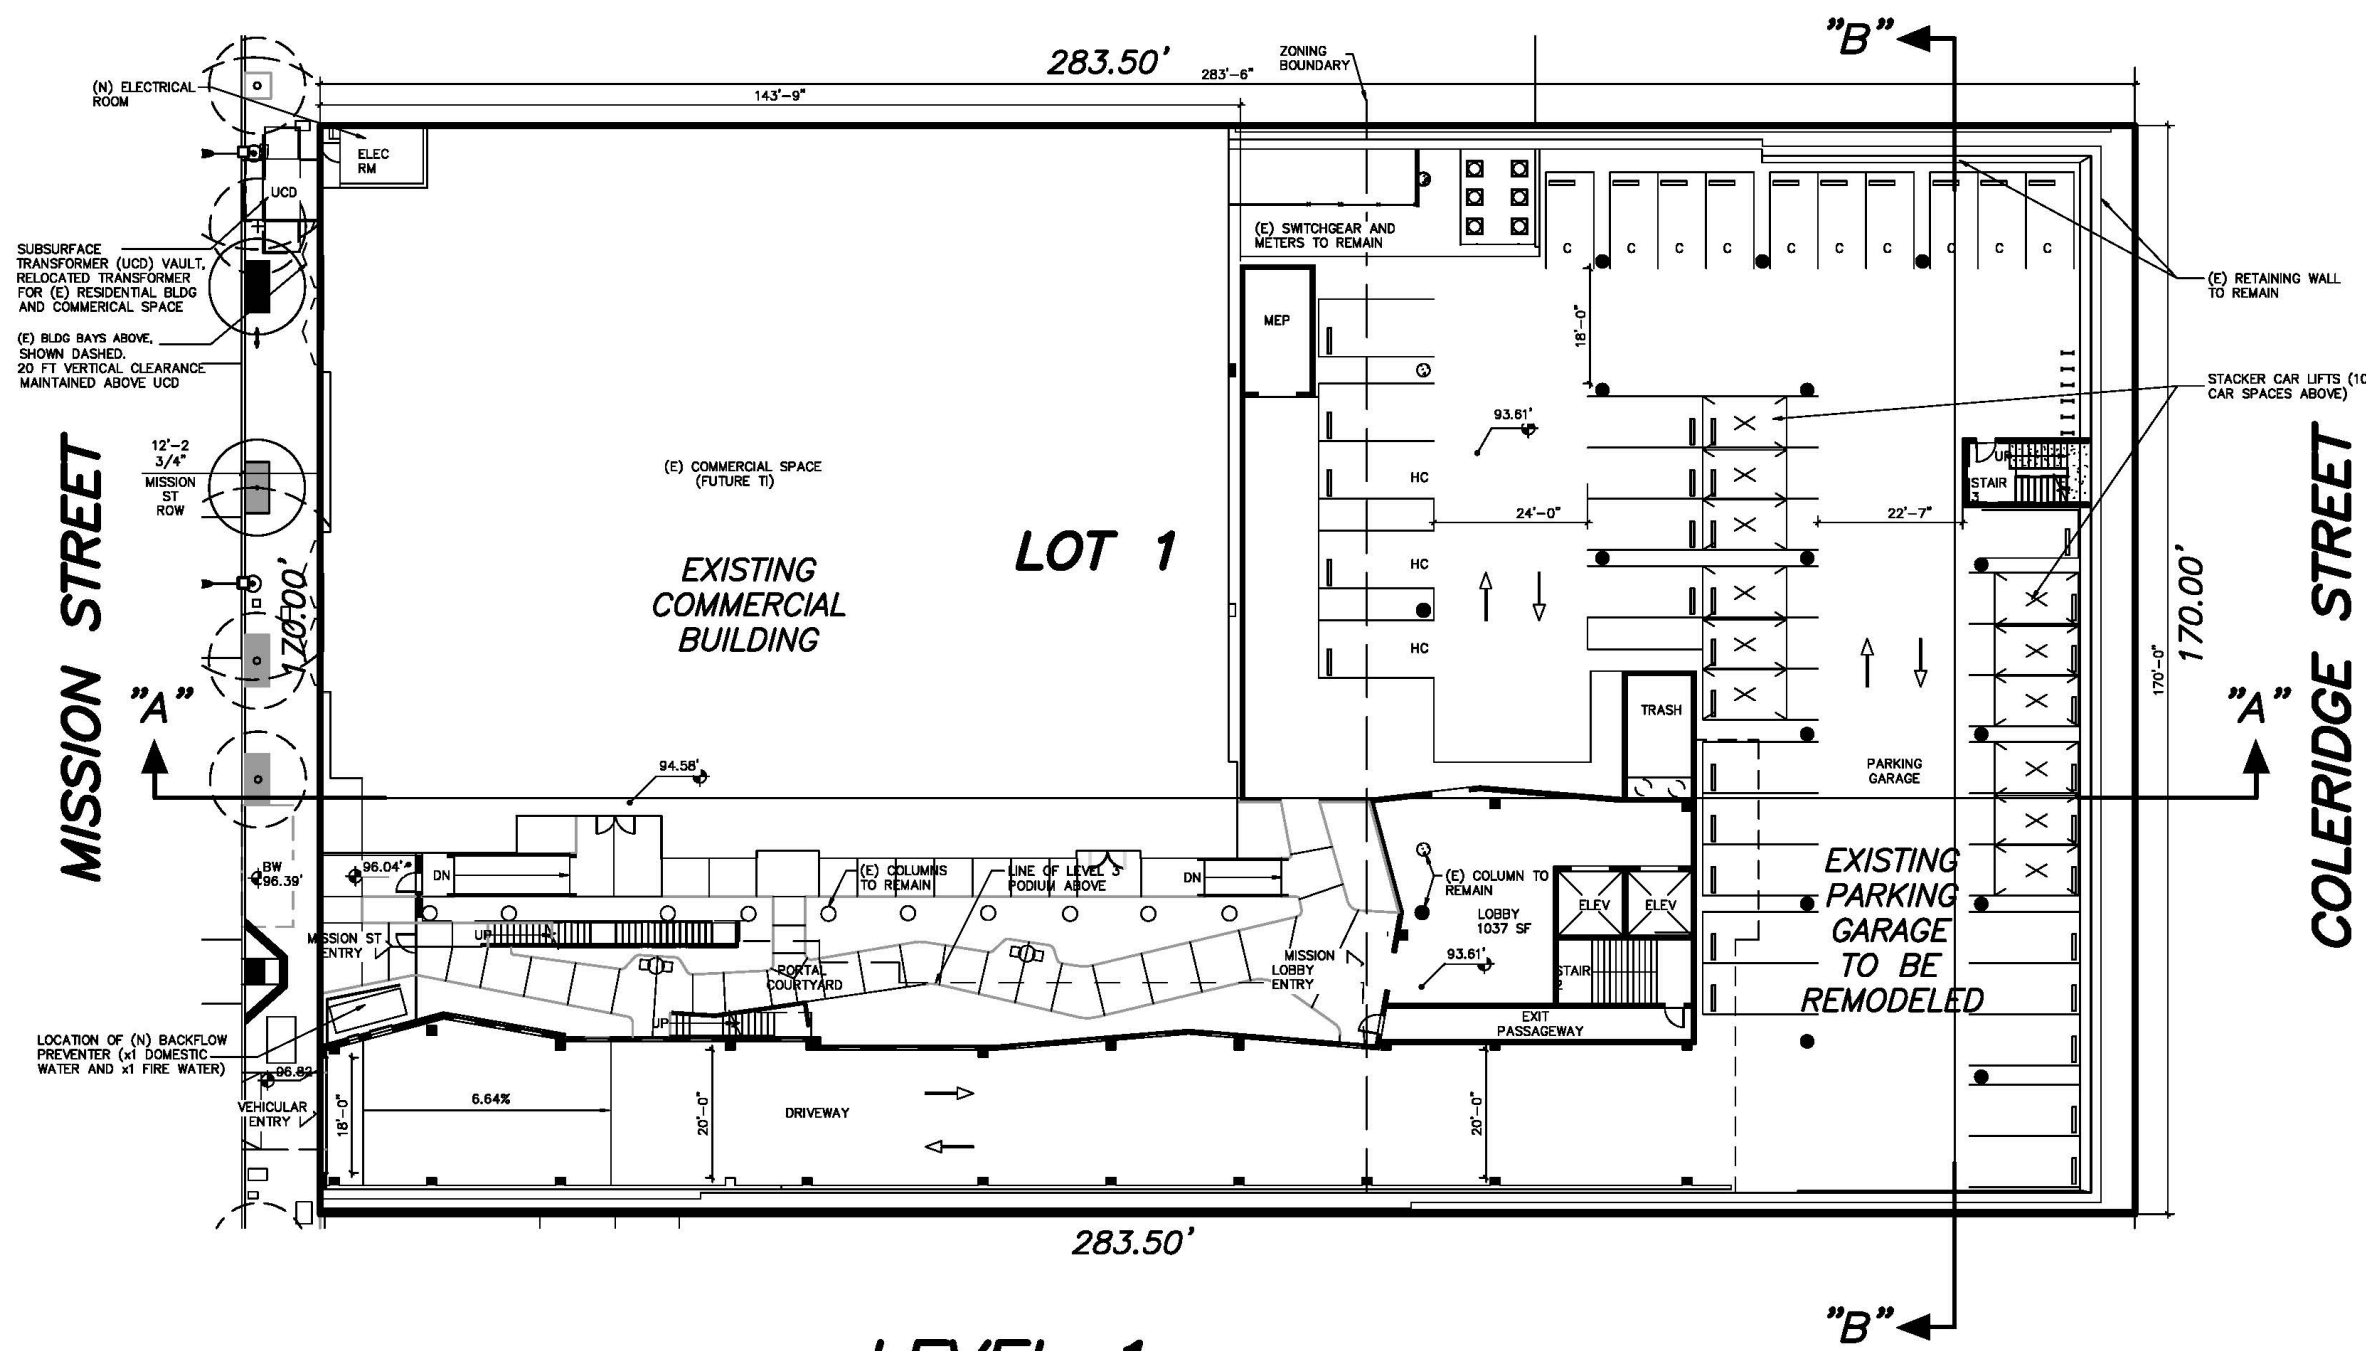 "B"
283.50'
283'-6"
ZONING
BOUNDARY
143'-9"
(N) ELECTRICAL
ROOM
ELEC
RM
UCD
SUBSURFACE
TRANSFORMER (UCD) VAULT,
RELOCATED TRANSFORMER
FOR (E) RESIDENTIAL BLDG
AND COMMERICAL SPACE
(E) BLDG BAYS ABOVE,
SHOWN DASHED.
20 FT VERTICAL CLEARANCE
MAINTAINED ABOVE UCD
12'-2
3/4"
MISSION
ST
ROW
MISSION STREET
170.00'
"A"
(E) SWITCHGEAR AND
METERS TO REMAIN
C C C C C C C C C C
(E) RETAINING WALL
TO REMAIN
MEP
18'-0"
STACKER CAR LIFTS (10
CAR SPACES ABOVE)
93.61'
(E) COMMERCIAL SPACE
(FUTURE TI)
LOT 1
EXISTING
COMMERCIAL
BUILDING
HC
HC
HC
24'-0"
22'-7"
UP
STAIR
3
COLERIDGE STREET
170.00'
170'-0"
"A"
TRASH
PARKING
GARAGE
94.58'
BW
96.39'
96.04'
DN
(E) COLUMNS
TO REMAIN
LINE OF LEVEL 3
PODIUM ABOVE
DN
(E) COLUMN TO
REMAIN
LOBBY
1037 SF
ELEV
ELEV
EXISTING
PARKING
GARAGE
TO BE
REMODELED
MISSION ST
ENTRY
UP
PORTAL
COURTYARD
MISSION
LOBBY
ENTRY
93.61'
STAIR
UP
EXIT
PASSAGEWAY
LOCATION OF (N) BACKFLOW
PREVENTER (x1 DOMESTIC
WATER AND x1 FIRE WATER)
96.82
VEHICULAR
ENTRY
18'-0"
6.64%
20'-0"
DRIVEWAY
20'-0"
283.50'
"B"
LEVEL 1